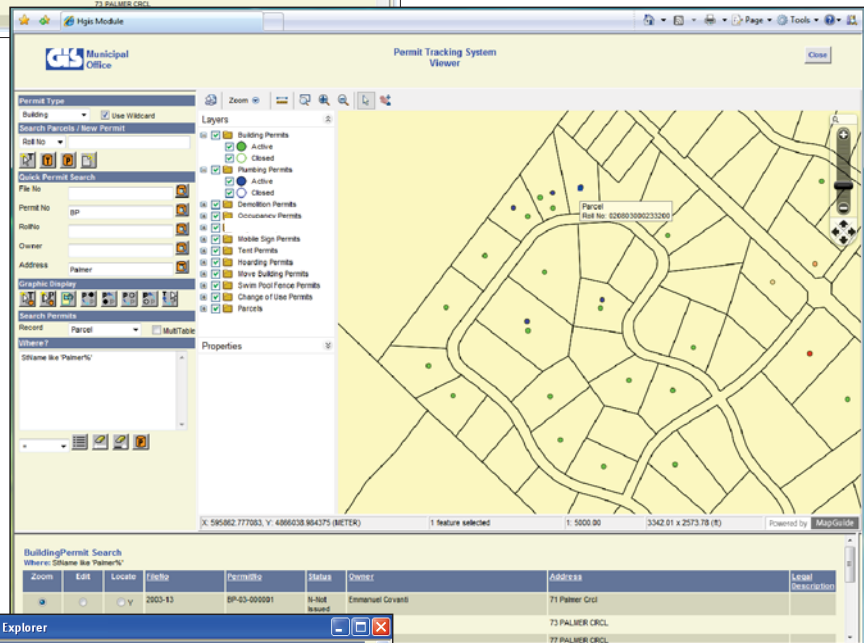 73 PALMER CRCL
Hgis Module
Page
Tools
GIS Municipal Office
Permit Tracking System
Viewer
Close
Permit Type
Building
Use Wildcard
Search Parcels / New Permit
Roll No
Quick Permit Search
File No
Permit No
BP
RollNo
Owner
Address
Palmer
Graphic Display
Search Permits
Record
Parcel
MultiTable
Where?
StName like 'Palmer%'
=
Zoom
Layers
Building Permits
Active
Closed
Plumbing Permits
Active
Closed
Demolition Permits
Occupancy Permits
Mobile Sign Permits
Tent Permits
Hoarding Permits
Move Building Permits
Swim Pool Fence Permits
Change of Use Permits
Parcels
Properties
Parcel
Roll No: 020803000233200
X: 595862.777083, Y: 4866038.984375 (METER)
1 feature selected
1: 5000.00
3342.01 x 2573.78 (ft)
Powered by MapGuide
BuildingPermit Search
Where: StName like 'Palmer%'
Zoom Edit Locate FileNo PermitNo Status Owner Address Legal Description
Y 2003-13 BP-03-000001 N-Not Issued Emmanuel Covanti 71 Palmer Crcl
73 PALMER CRCL
77 PALMER CRCL
Explorer